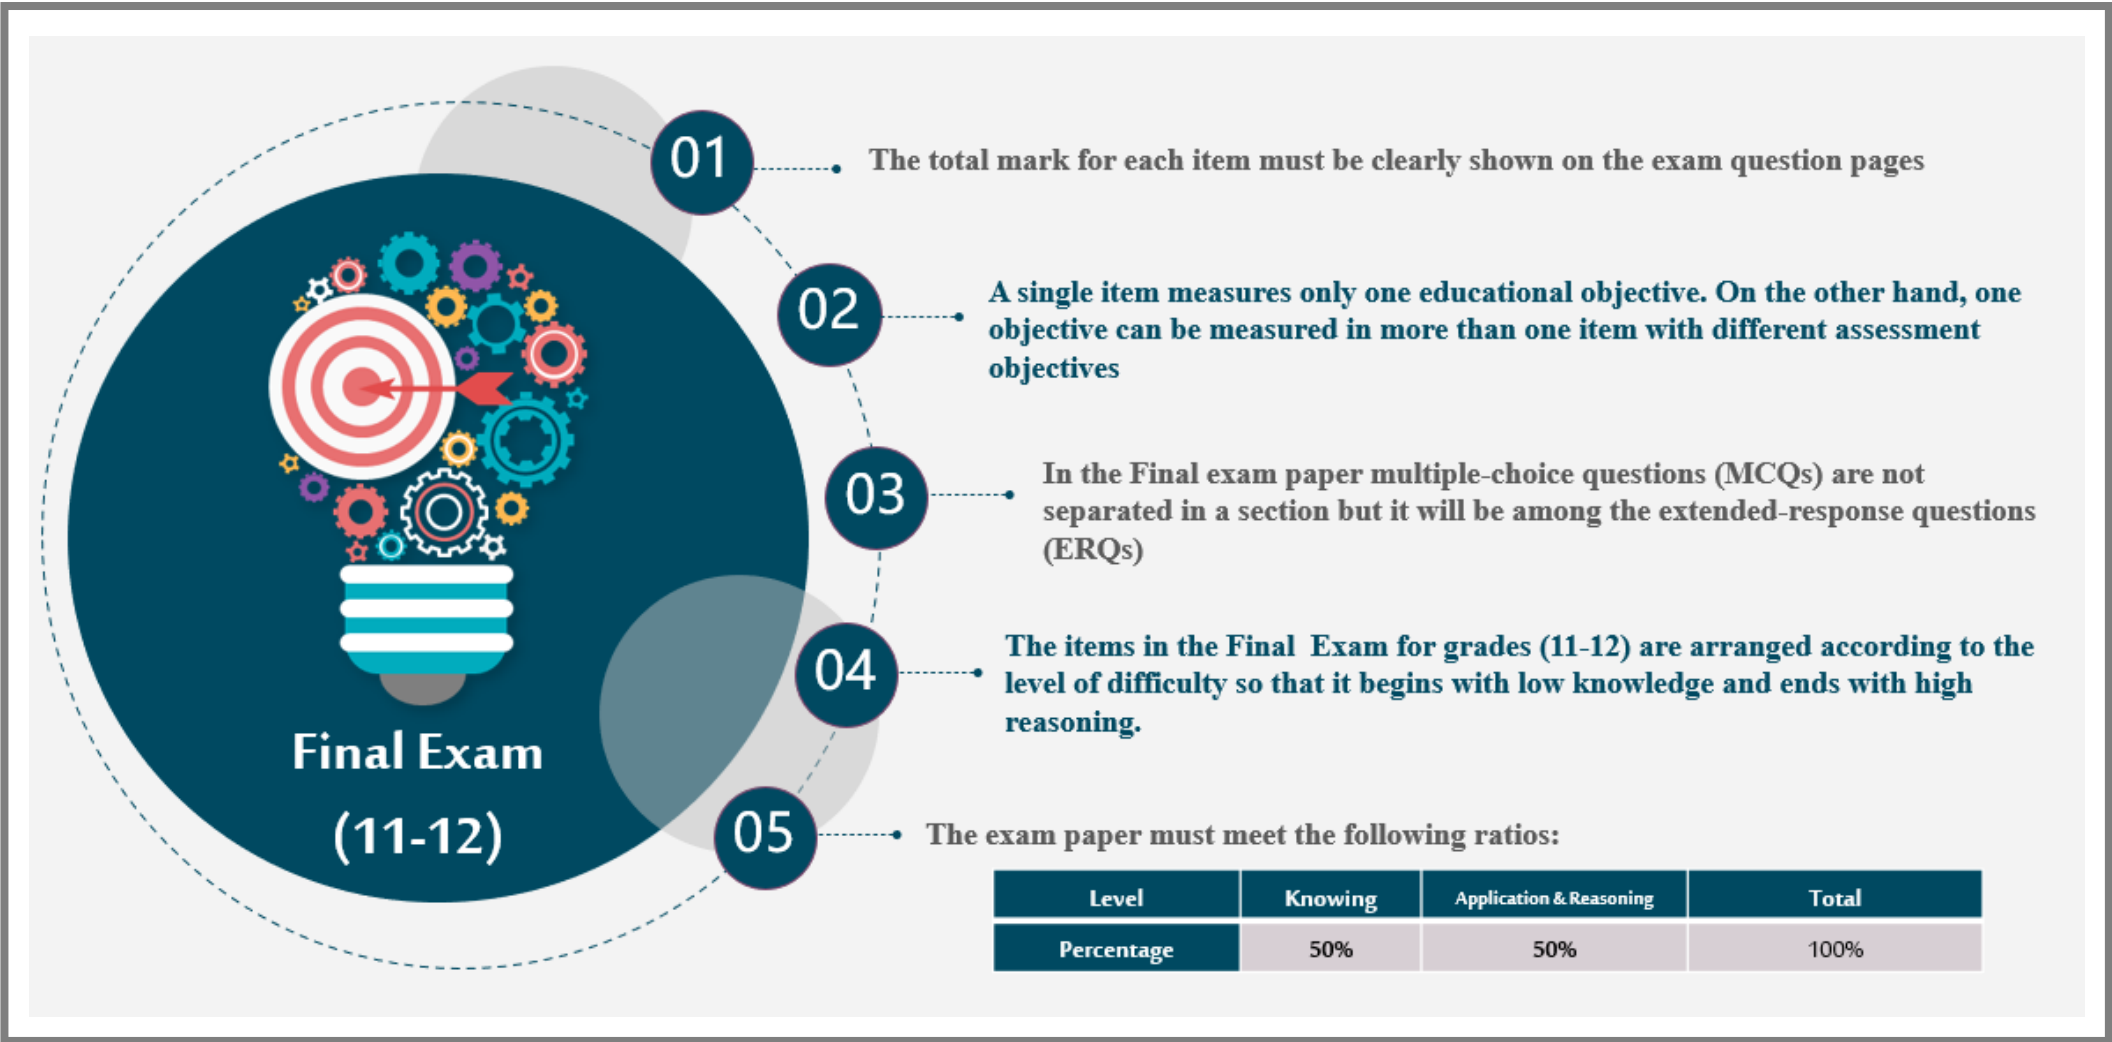 01
The total mark for each item must be clearly shown on the exam question pages
02
A single item measures only one educational objective. On the other hand, one
objective can be measured in more than one item with different assessment
objectives
03
In the Final exam paper multiple-choice questions (MCQs) are not
separated in a section but it will be among the extended-response questions
(ERQs)
04
The items in the Final  Exam for grades (11-12) are arranged according to the
level of difficulty so that it begins with low knowledge and ends with high
reasoning.
Final Exam
(11-12)
05
The exam paper must meet the following ratios:
Level Knowing Application & Reasoning Total
Percentage 50% 50% 100%